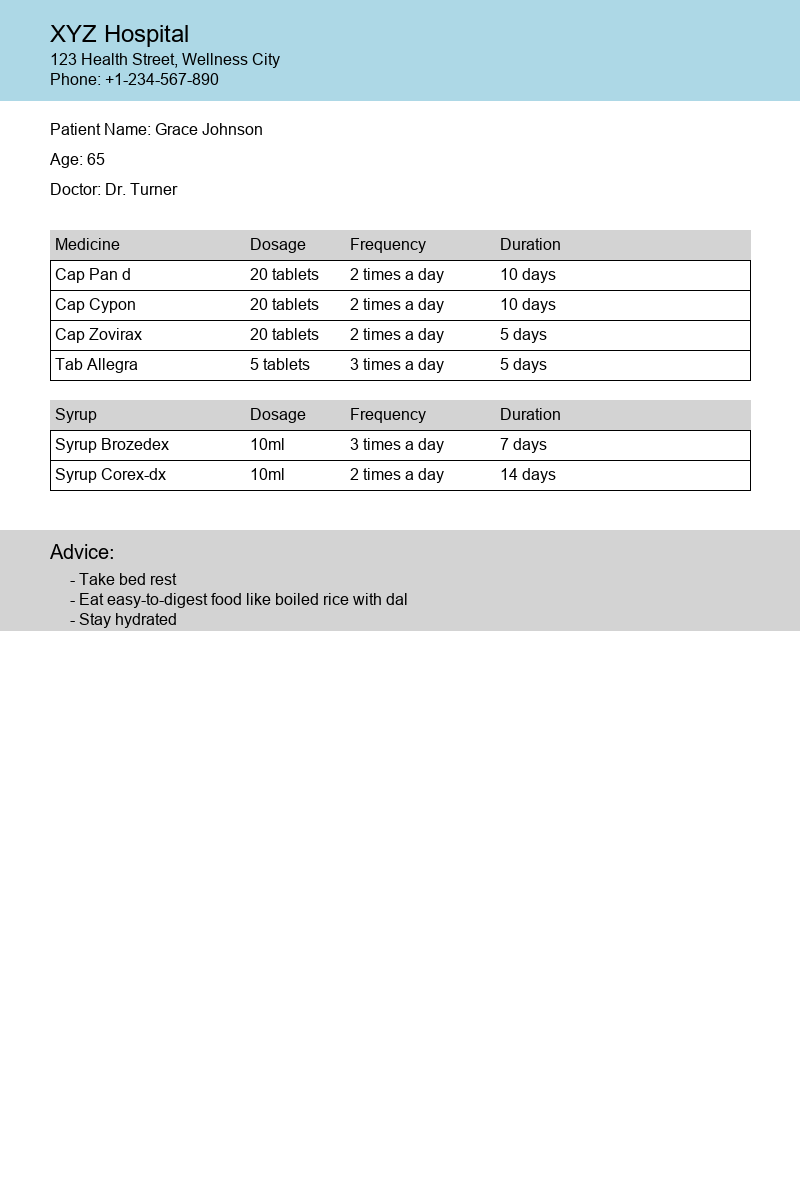 XYZ Hospital
123 Health Street, Wellness City
Phone: +1-234-567-890
Patient Name: Grace Johnson
Age: 65
Doctor: Dr. Turner
Medicine Dosage Frequency Duration
Cap Pan d 20 tablets 2 times a day 10 days
Cap Cypon 20 tablets 2 times a day 10 days
Cap Zovirax 20 tablets 2 times a day 5 days
Tab Allegra 5 tablets 3 times a day 5 days
Syrup Dosage Frequency Duration
Syrup Brozedex 10ml 3 times a day 7 days
Syrup Corex-dx 10ml 2 times a day 14 days
Advice:
- Take bed rest
- Eat easy-to-digest food like boiled rice with dal
- Stay hydrated